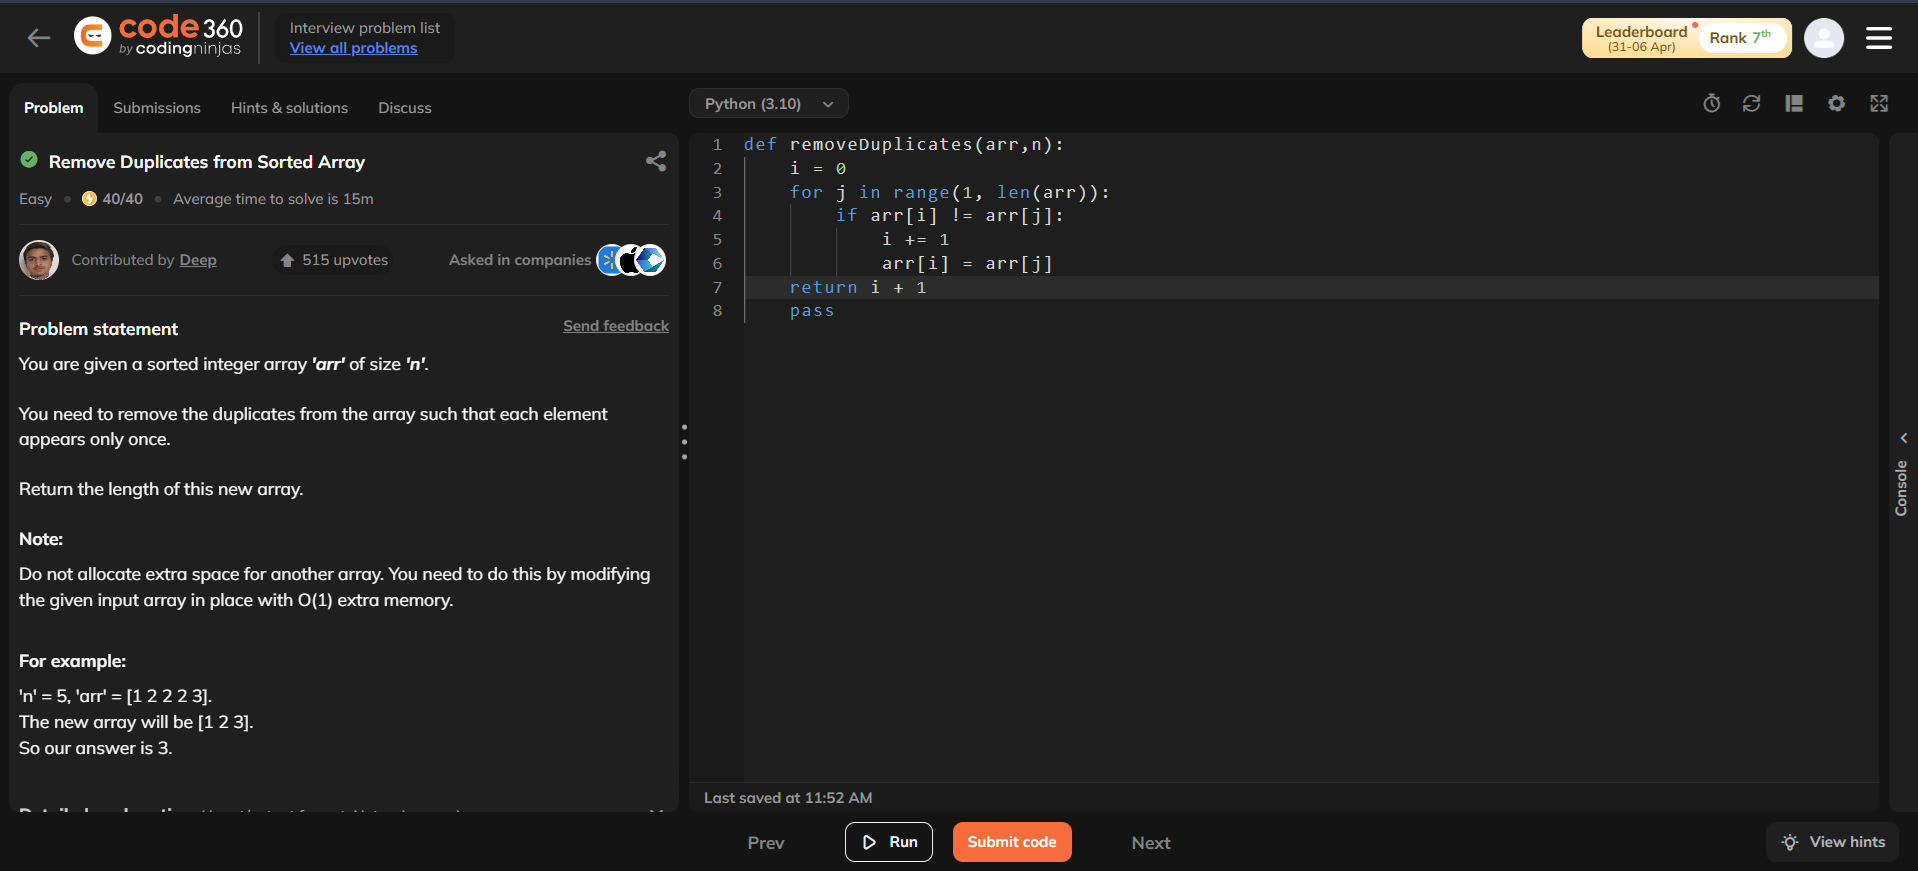 code 360
by codingninjas
Interview problem list
View all problems
Leaderboard
(31-06 Apr)
Rank 7th
Problem
Submissions
Hints & solutions
Discuss
Python (3.10)
Remove Duplicates from Sorted Array
Easy
40/40
Average time to solve is 15m
Contributed by Deep
515 upvotes
Asked in companies
Problem statement
Send feedback
You are given a sorted integer array 'arr' of size 'n'.
You need to remove the duplicates from the array such that each element
appears only once.
Return the length of this new array.
Note:
Do not allocate extra space for another array. You need to do this by modifying
the given input array in place with O(1) extra memory.
For example:
'n' = 5, 'arr' = [1 2 2 2 3].
The new array will be [1 2 3].
So our answer is 3.
1 def removeDuplicates(arr,n):
2 i = 0
3 for j in range(1, len(arr)):
4 if arr[i] != arr[j]:
5 i += 1
6 arr[i] = arr[j]
7 return i + 1
8 pass
Console
Last saved at 11:52 AM
Prev
Run
Submit code
Next
View hints